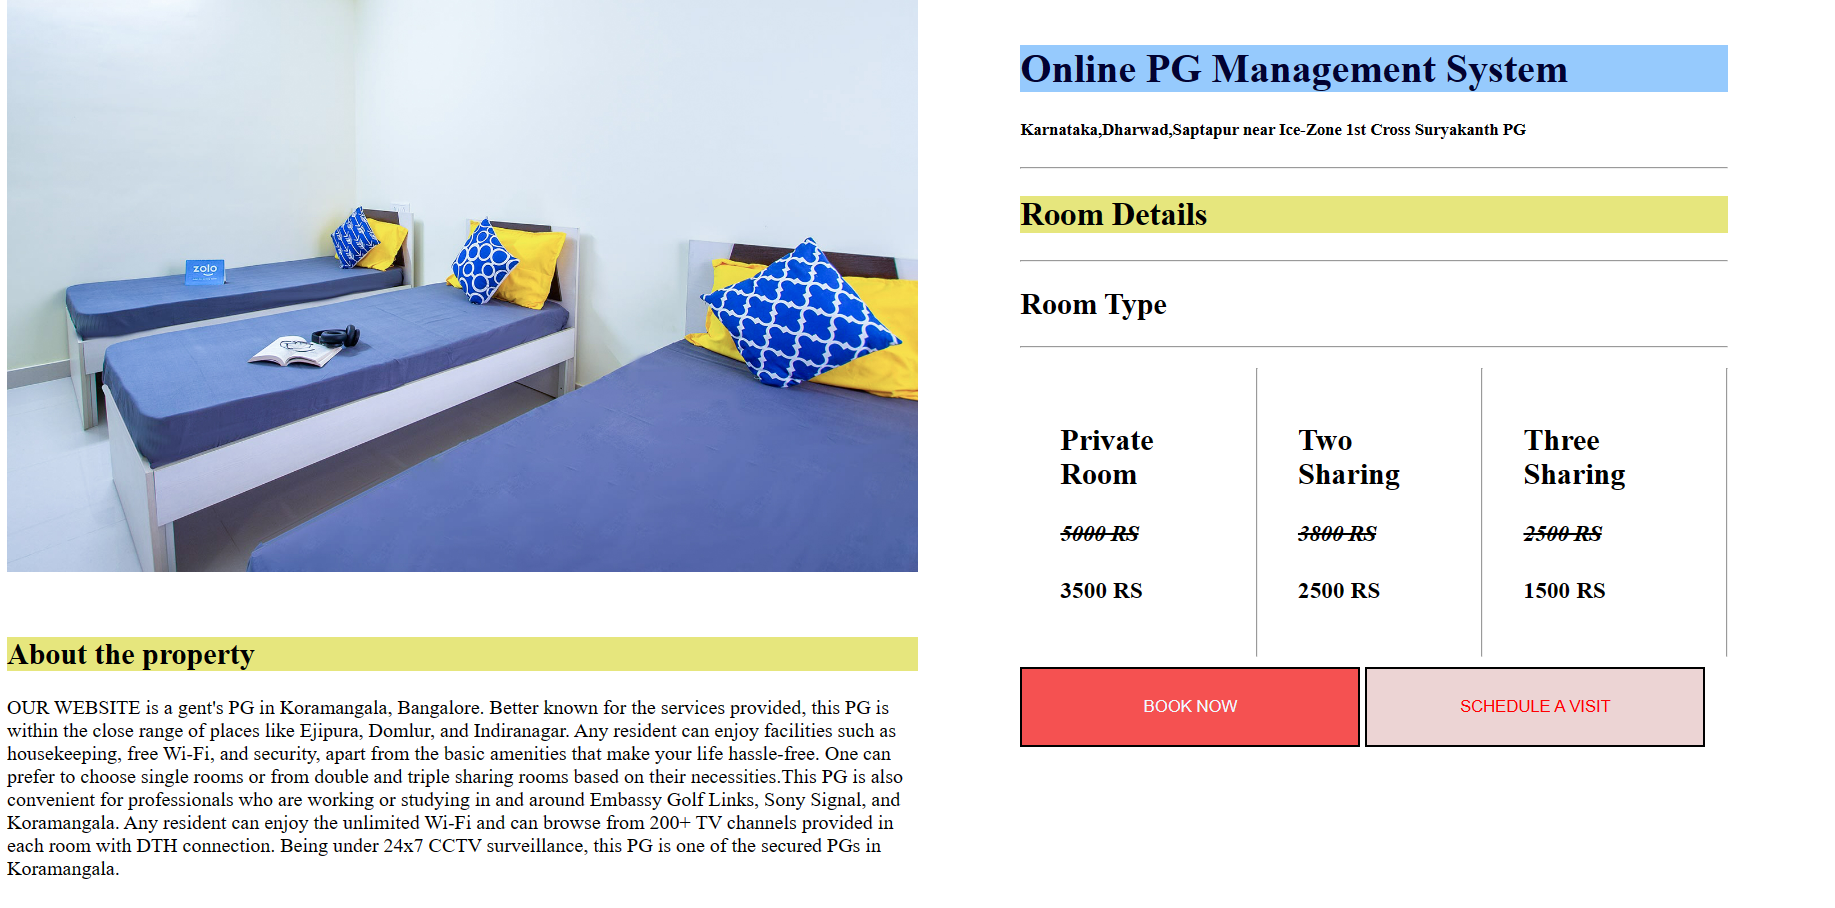 zolo
About the property
OUR WEBSITE is a gent's PG in Koramangala, Bangalore. Better known for the services provided, this PG is
within the close range of places like Ejipura, Domlur, and Indiranagar. Any resident can enjoy facilities such as
housekeeping, free Wi-Fi, and security, apart from the basic amenities that make your life hassle-free. One can
prefer to choose single rooms or from double and triple sharing rooms based on their necessities.This PG is also
convenient for professionals who are working or studying in and around Embassy Golf Links, Sony Signal, and
Koramangala. Any resident can enjoy the unlimited Wi-Fi and can browse from 200+ TV channels provided in
each room with DTH connection. Being under 24x7 CCTV surveillance, this PG is one of the secured PGs in
Koramangala.
Online PG Management System
Karnataka,Dharwad,Saptapur near Ice-Zone 1st Cross Suryakanth PG
Room Details
Room Type
Private
Room
5000 RS
3500 RS
Two
Sharing
3800 RS
2500 RS
Three
Sharing
2500 RS
1500 RS
BOOK NOW
SCHEDULE A VISIT